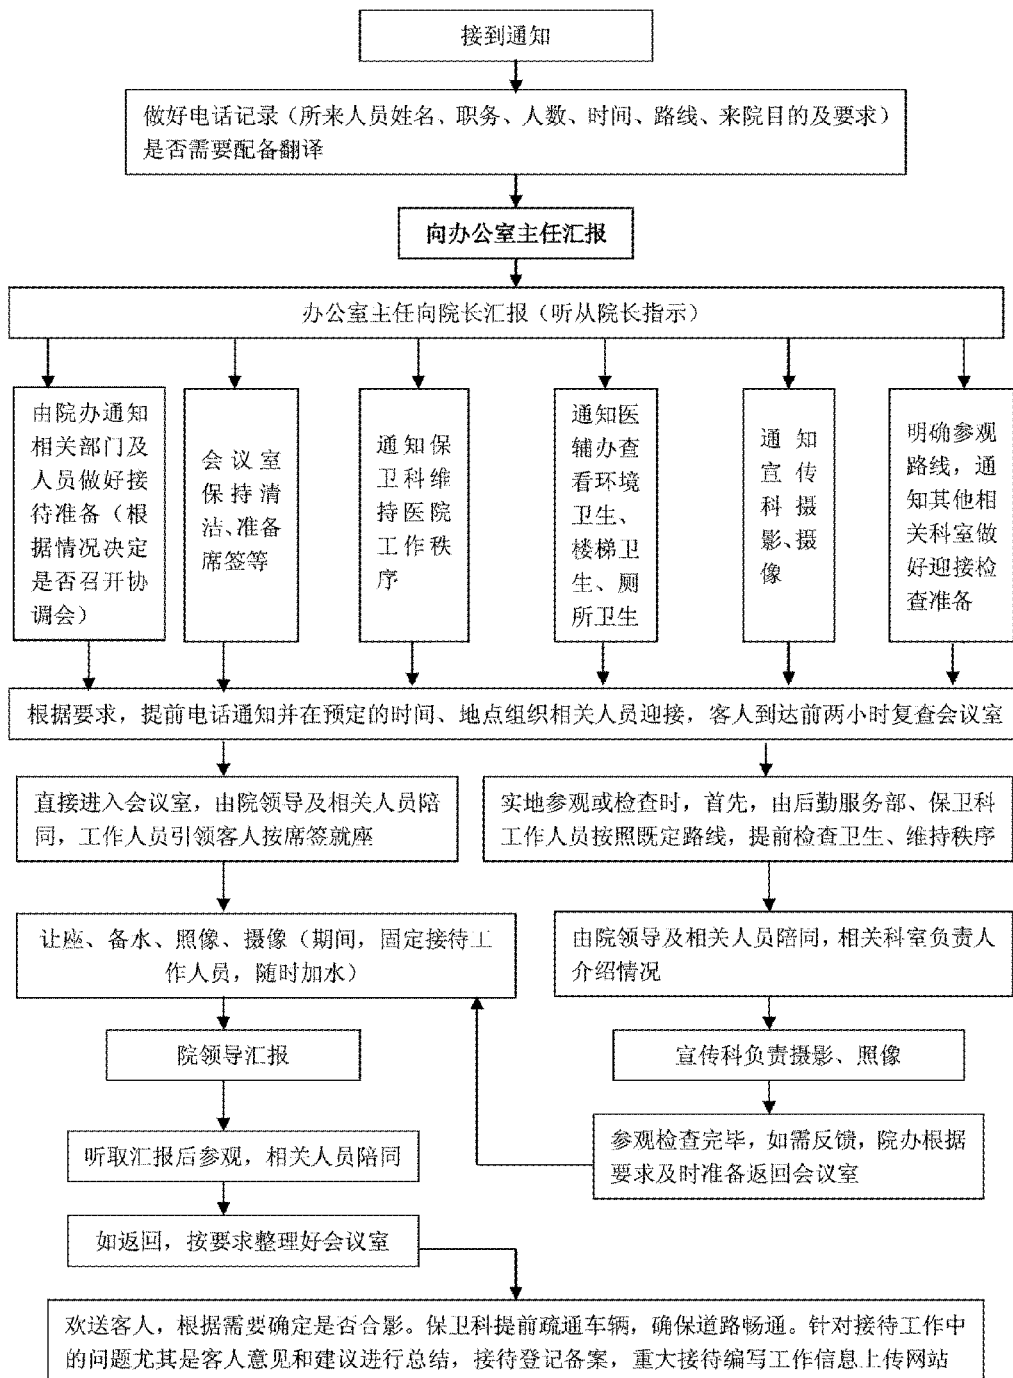 接到通知
做好电话记录（所来人员姓名、职务、人数、时间、路线、来院目的及要求）
是否需要配备翻译
向办公室主任汇报
办公室主任向院长汇报（听从院长指示）
由院办通知
相关部门及
人员做好接
待准备（根
据情况决定
是否召开协
调会）
会议室
保持清
洁、准备
席签等
通知保
卫科维
持医院
工作秩
序
通知医
辅办查
看环境
卫生、
楼梯卫
生、厕
所卫生
通知
宣传
科摄
影、摄
像
明确参观
路线，通
知其他相
关科室做
好迎接检
查准备
根据要求，提前电话通知并在预定的时间、地点组织相关人员迎接，客人到达前两小时复查会议室
直接进入会议室，由院领导及相关人员陪
同，工作人员引领客人按席签就座
实地参观或检查时，首先，由后勤服务部、保卫科
工作人员按照既定路线，提前检查卫生、维持秩序
让座、备水、照像、摄像（期间，固定接待工
作人员，随时加水）
由院领导及相关人员陪同，相关科室负责人
介绍情况
院领导汇报
宣传科负责摄影、照像
听取汇报后参观，相关人员陪同
参观检查完毕，如需反馈，院办根据
要求及时准备返回会议室
如返回，按要求整理好会议室
欢送客人，根据需要确定是否合影。保卫科提前疏通车辆，确保道路畅通。针对接待工作中
的问题尤其是客人意见和建议进行总结，接待登记备案，重大接待编写工作信息上传网站